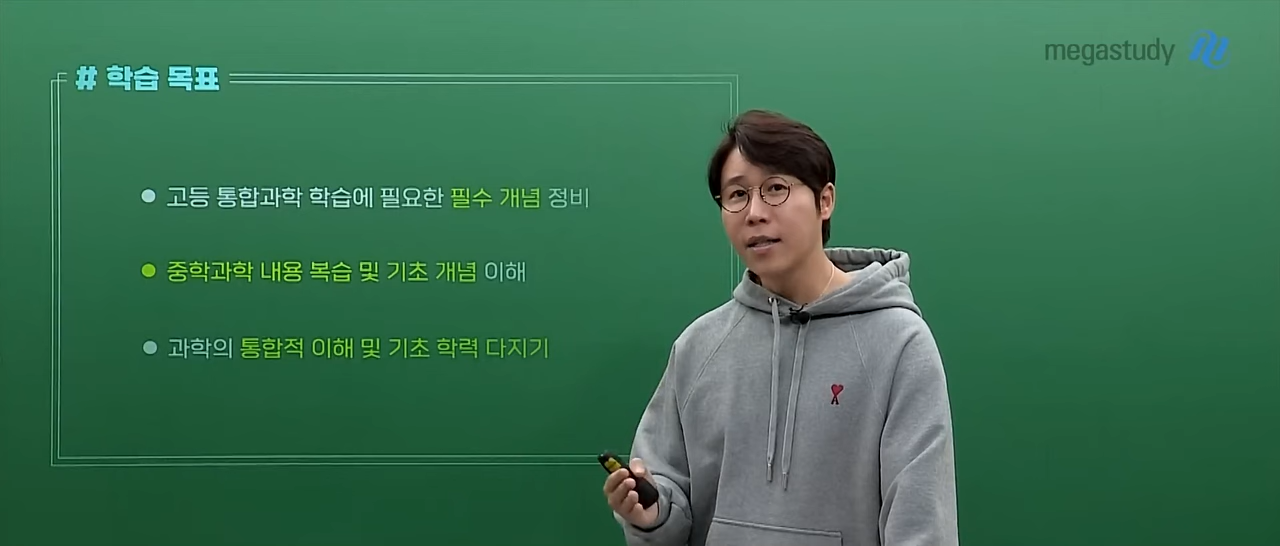 megastudy
# 학습 목표
고등 통합과학 학습에 필요한 필수 개념 정비
중학과학 내용 복습 및 기초 개념 이해
과학의 통합적 이해 및 기초 학력 다지기